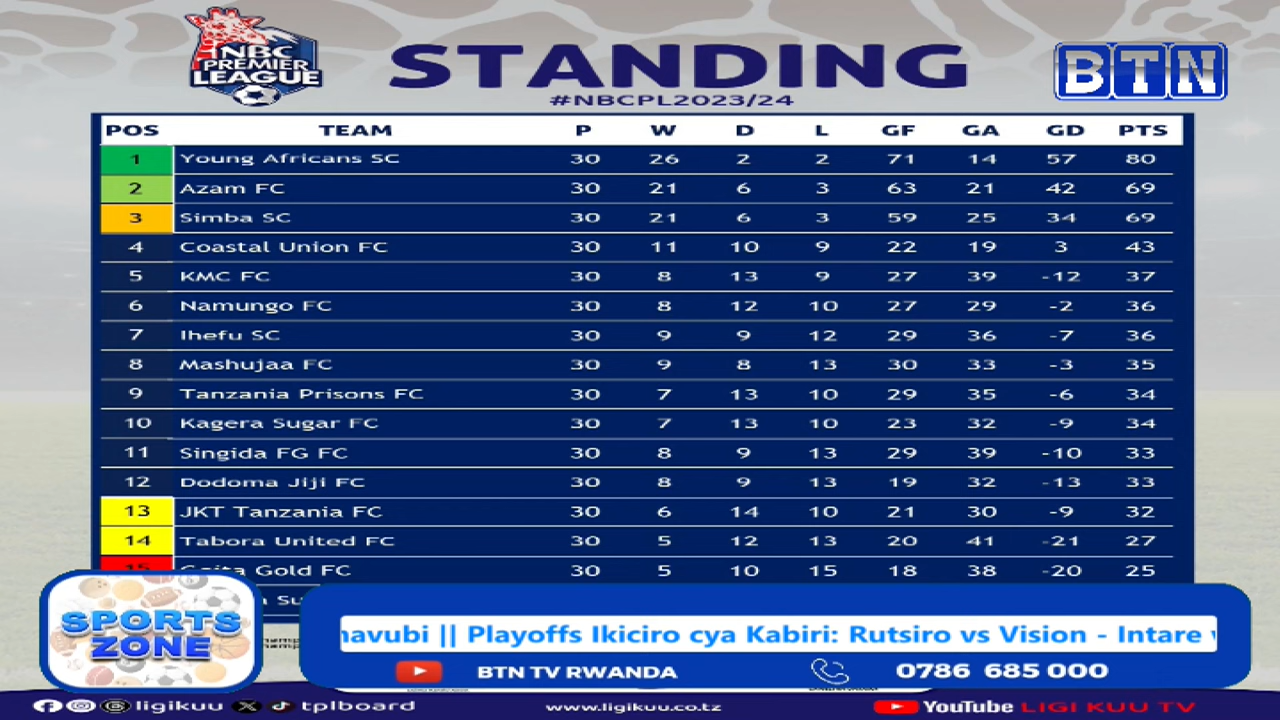 NBC
PREMIER
LEAGUE
STANDING
#NBCPL2023/24
BTN
POS TEAM P W D L GF GA GD PTS
1 Young Africans SC 30 26 2 2 71 14 57 80
2 Azam FC 30 21 6 3 63 21 42 69
3 Simba SC 30 21 6 3 59 25 34 69
4 Coastal Union FC 30 11 10 9 22 19 3 43
5 KMC FC 30 8 13 9 27 39 -12 37
6 Namungo FC 30 8 12 10 27 29 -2 36
7 Ihefu SC 30 9 9 12 29 36 -7 36
8 Mashujaa FC 30 9 8 13 30 33 -3 35
9 Tanzania Prisons FC 30 7 13 10 29 35 -6 34
10 Kagera Sugar FC 30 7 13 10 23 32 -9 34
11 Singida FG FC 30 8 9 13 29 39 -10 33
12 Dodoma Jiji FC 30 8 9 13 19 32 -13 33
13 JKT Tanzania FC 30 6 14 10 21 30 -9 32
14 Tabora United FC 30 5 12 13 20 41 -21 27
15 Geita Gold FC 30 5 10 15 18 38 -20 25
SPORTS
ZONE
navubi || Playoffs Ikiciro cya Kabiri: Rutsiro vs Vision - Intare v
BTN TV RWANDA 0786 685 000
ligikuu tplboard www.ligikuu.co.tz YouTube LIGI KUU TV